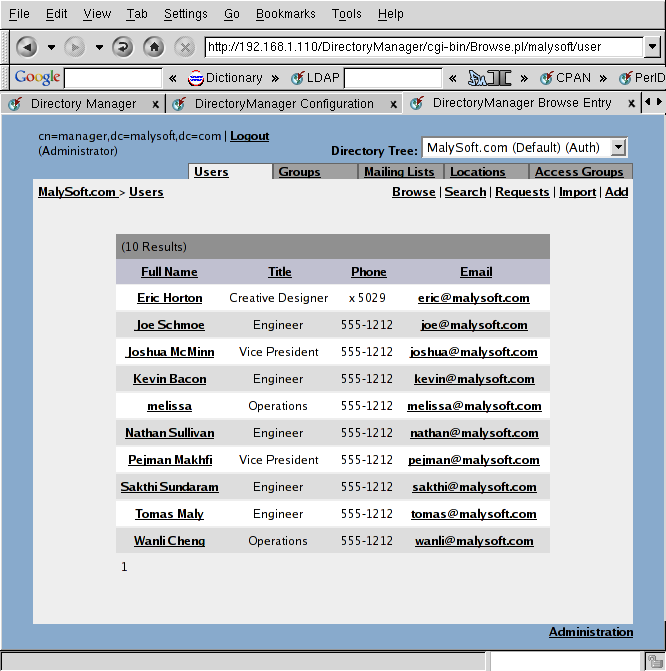 File Edit View Tab Settings Go Bookmarks Tools Help
http://192.168.1.110/DirectoryManager/cgi-bin/Browse.pl/malysoft/user
Google « Dictionary » LDAP « » CPAN » PerlD
Directory Manager x DirectoryManager Configuration x DirectoryManager Browse Entry x
cn=manager,dc=malysoft,dc=com | Logout
(Administrator) Directory Tree: MalySoft.com (Default) (Auth)
Users Groups Mailing Lists Locations Access Groups
MalySoft.com > Users Browse | Search | Requests | Import | Add
(10 Results)
Full Name Title Phone Email
Eric Horton Creative Designer x 5029 eric@malysoft.com
Joe Schmoe Engineer 555-1212 joe@malysoft.com
Joshua McMinn Vice President 555-1212 joshua@malysoft.com
Kevin Bacon Engineer 555-1212 kevin@malysoft.com
melissa Operations 555-1212 melissa@malysoft.com
Nathan Sullivan Engineer 555-1212 nathan@malysoft.com
Pejman Makhfi Vice President 555-1212 pejman@malysoft.com
Sakthi Sundaram Engineer 555-1212 sakthi@malysoft.com
Tomas Maly Engineer 555-1212 tomas@malysoft.com
Wanli Cheng Operations 555-1212 wanli@malysoft.com
1
Administration